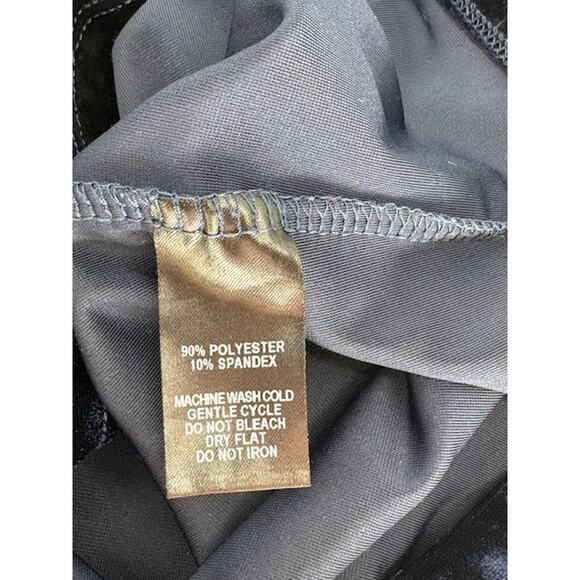 90% POLYESTER
10% SPANDEX
MACHINE WASH COLD
GENTLE CYCLE
DO NOT BLEACH
DRY FLAT
DO NOT IRON